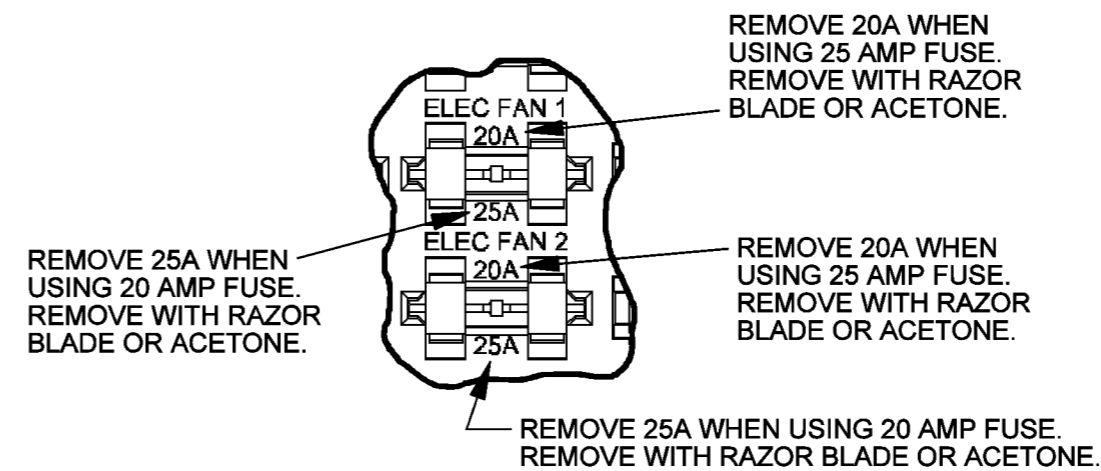 REMOVE 20A WHEN
USING 25 AMP FUSE.
REMOVE WITH RAZOR
BLADE OR ACETONE.
ELEC FAN 1
20A
25A
REMOVE 25A WHEN
USING 20 AMP FUSE.
REMOVE WITH RAZOR
BLADE OR ACETONE.
ELEC FAN 2
20A
25A
REMOVE 20A WHEN
USING 25 AMP FUSE.
REMOVE WITH RAZOR
BLADE OR ACETONE.
REMOVE 25A WHEN USING 20 AMP FUSE.
REMOVE WITH RAZOR BLADE OR ACETONE.